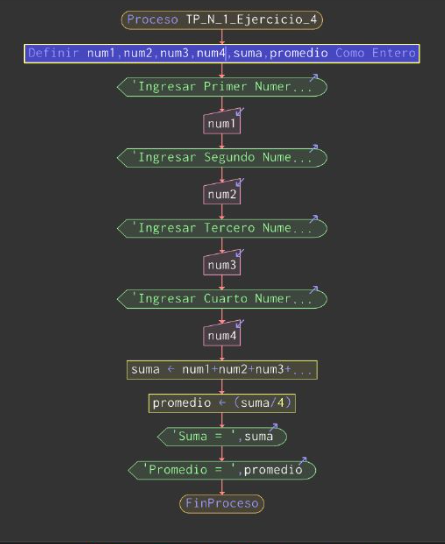 Proceso TP_N_1_Ejercicio_4
Definir num1,num2,num3,num4,suma,promedio Como Entero
'Ingresar Primer Numer...
num1
'Ingresar Segundo Nume...
num2
'Ingresar Tercero Nume...
num3
'Ingresar Cuarto Numer...
num4
suma ← num1+num2+num3+...
promedio ← (suma/4)
'Suma = ',suma
'Promedio = ',promedio
FinProceso